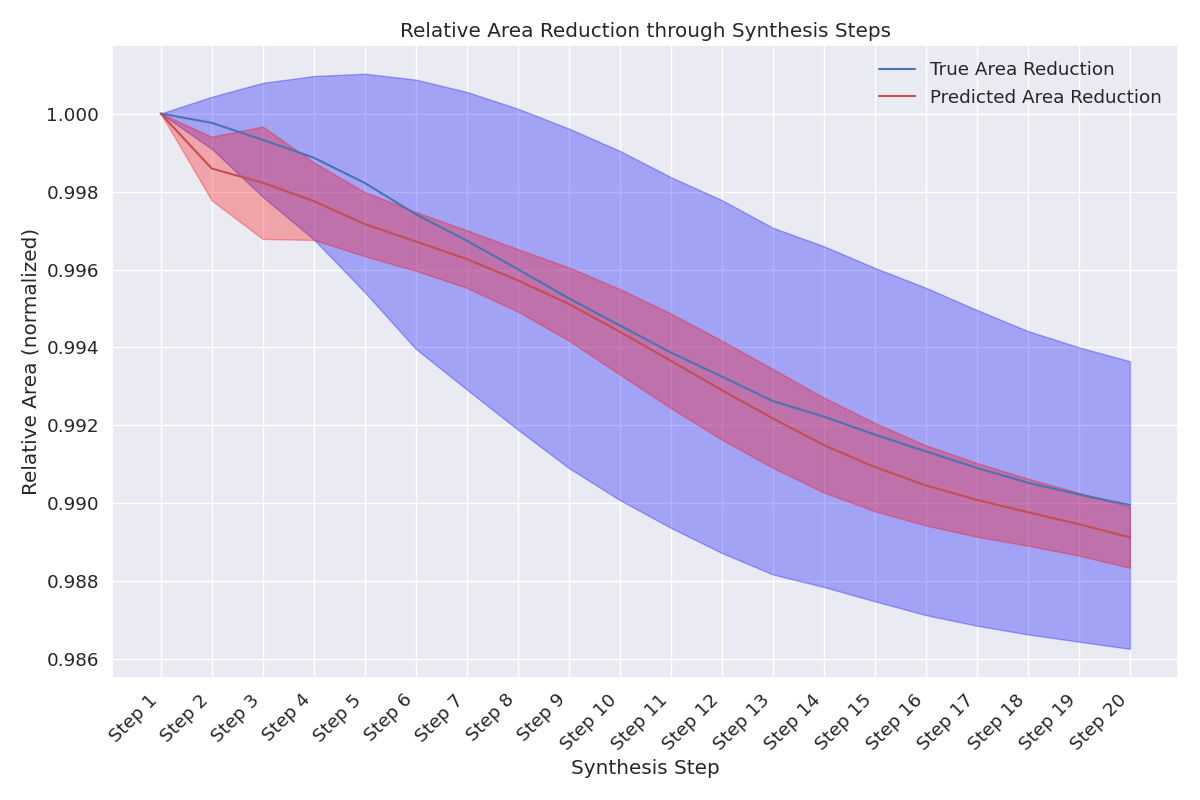 Relative Area Reduction through Synthesis Steps
True Area Reduction
Predicted Area Reduction
Relative Area (normalized)
1.000
0.998
0.996
0.994
0.992
0.990
0.988
0.986
Step 1
Step 2
Step 3
Step 4
Step 5
Step 6
Step 7
Step 8
Step 9
Step 10
Step 11
Step 12
Step 13
Step 14
Step 15
Step 16
Step 17
Step 18
Step 19
Step 20
Synthesis Step